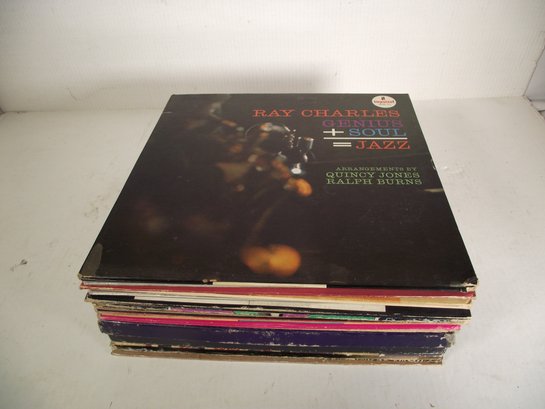 RAY CHARLES
GENIUS
+ SOUL
= JAZZ
ARRANGEMENTS BY
QUINCY JONES
RALPH BURNS